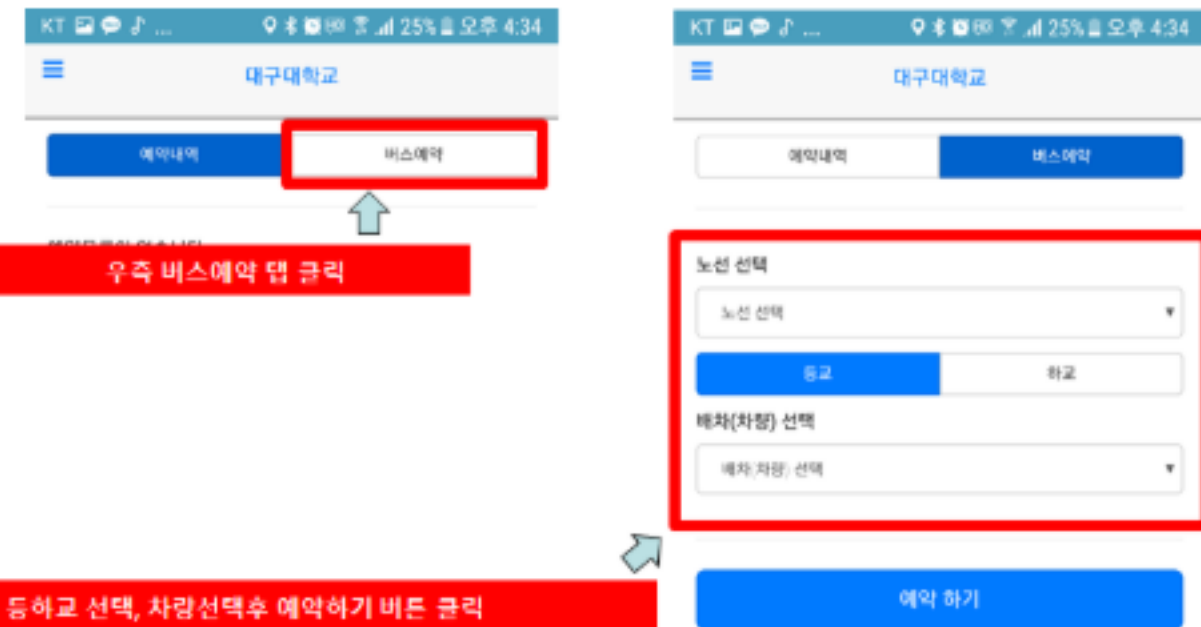 KT ... 25% 오후 4:34
대구대학교
예약내역 버스예약
우측 버스예약 탭 클릭
등하교 선택, 차량선택후 예약하기 버튼 클릭
KT ... 25% 오후 4:34
대구대학교
예약내역 버스예약
노선 선택
노선 선택
등교 하교
배차(차량) 선택
배차(차량) 선택
예약 하기